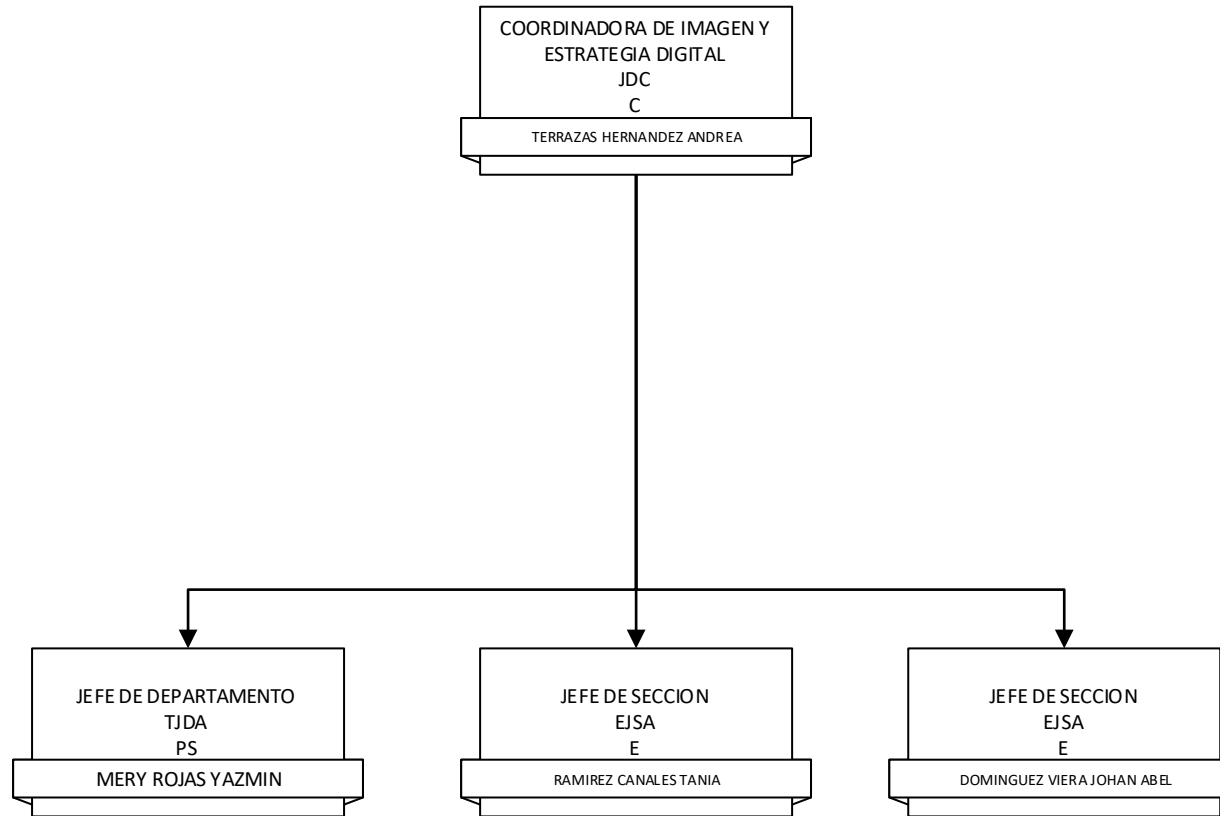 COORDINADORA DE IMAGEN Y
ESTRATEGIA DIGITAL
JDC
C
TERRAZAS HERNANDEZ ANDREA
JEFE DE DEPARTAMENTO
TJDA
PS
MERY ROJAS YAZMIN
JEFE DE SECCION
EJSA
E
RAMIREZ CANALES TANIA
JEFE DE SECCION
EJSA
E
DOMINGUEZ VIERA JOHAN ABEL